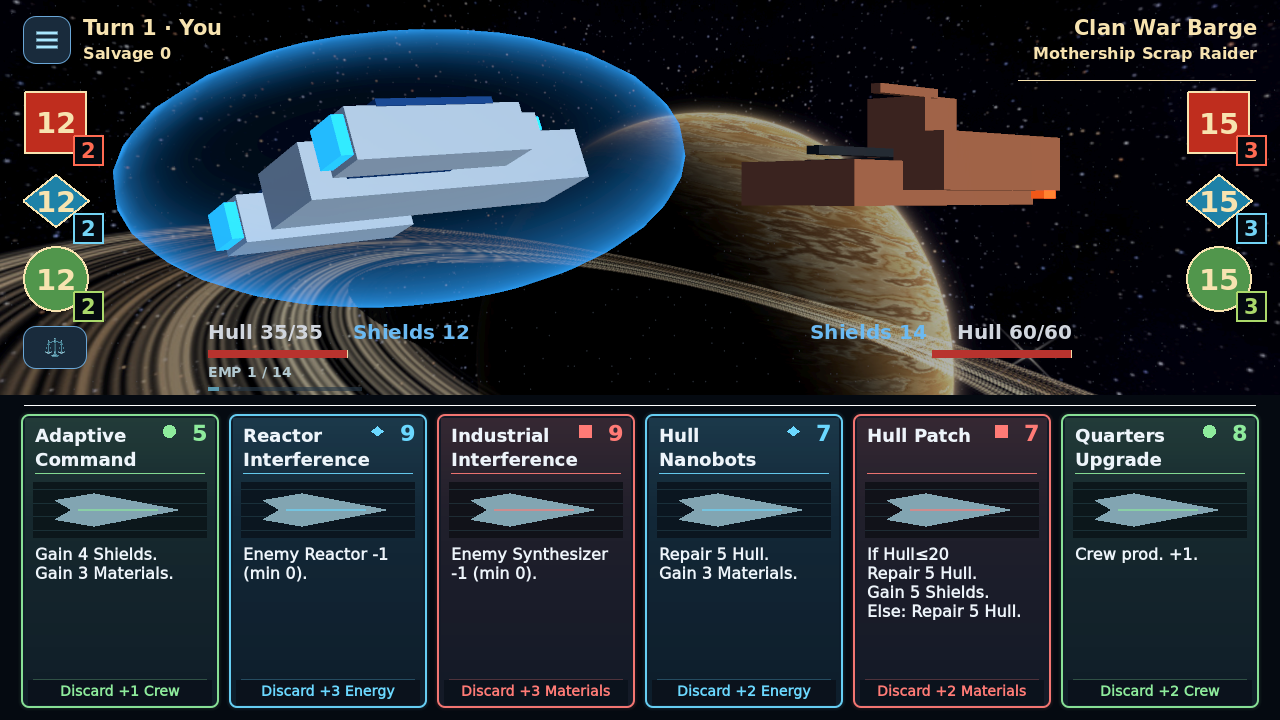 Turn 1 · You
Salvage 0
Clan War Barge
Mothership Scrap Raider
12
2
12
2
12
2
15
3
15
3
15
3
Hull 35/35
Shields 12
EMP 1 / 14
Shields 14
Hull 60/60
Adaptive
Command
5
Gain 4 Shields.
Gain 3 Materials.
Discard +1 Crew
Reactor
Interference
9
Enemy Reactor -1
(min 0).
Discard +3 Energy
Industrial
Interference
9
Enemy Synthesizer
-1 (min 0).
Discard +3 Materials
Hull
Nanobots
7
Repair 5 Hull.
Gain 3 Materials.
Discard +2 Energy
Hull Patch
7
If Hull≤20
Repair 5 Hull.
Gain 5 Shields.
Else: Repair 5 Hull.
Discard +2 Materials
Quarters
Upgrade
8
Crew prod. +1.
Discard +2 Crew